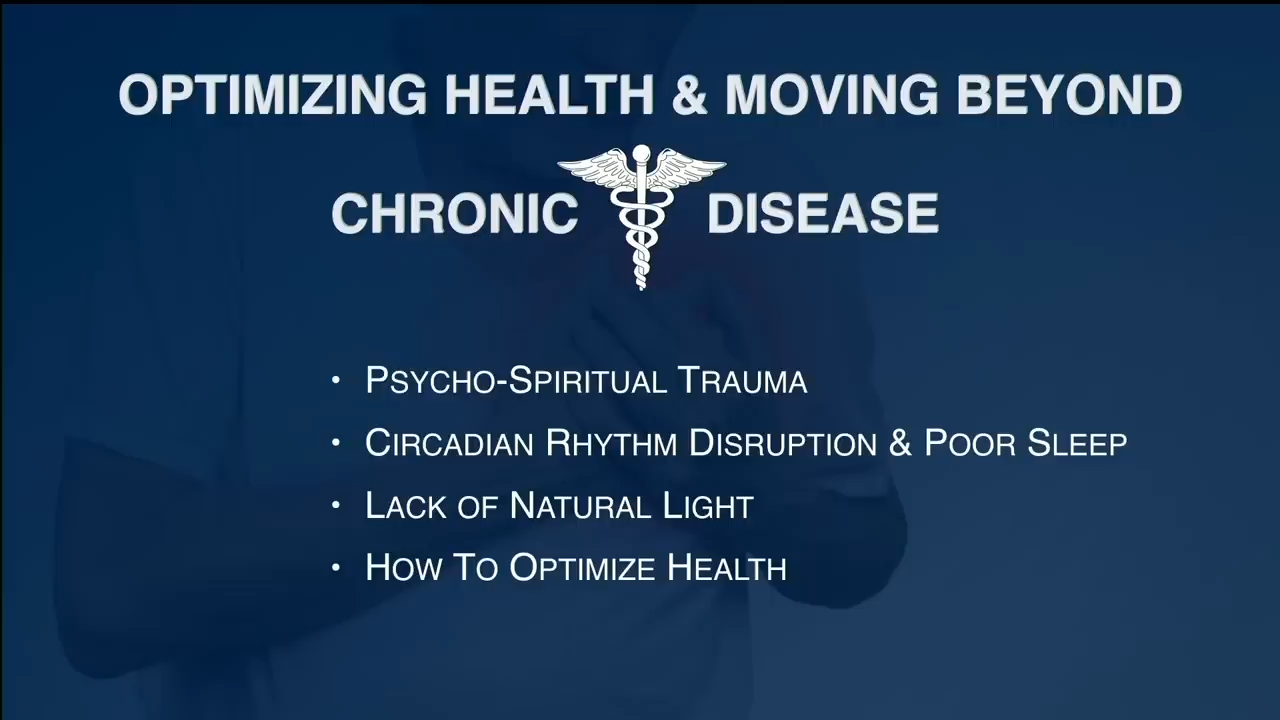 OPTIMIZING HEALTH & MOVING BEYOND
CHRONIC DISEASE
• PSYCHO-SPIRITUAL TRAUMA
• CIRCADIAN RHYTHM DISRUPTION & POOR SLEEP
• LACK OF NATURAL LIGHT
• HOW TO OPTIMIZE HEALTH